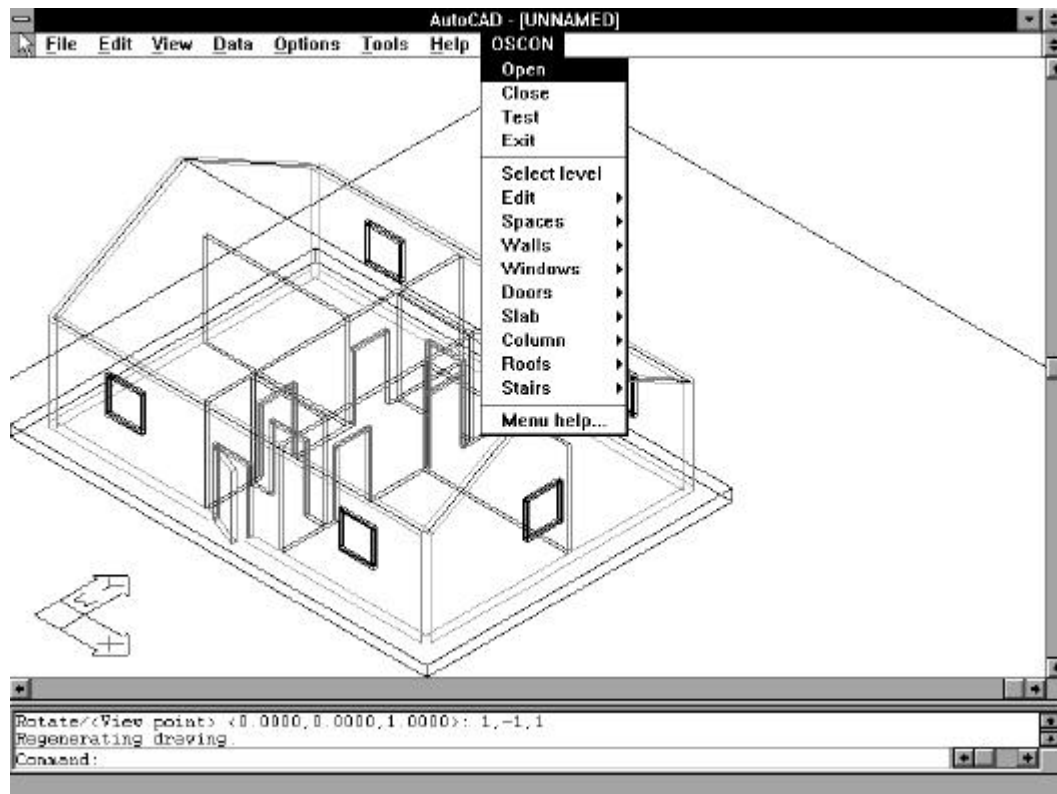 AutoCAD - [UNNAMED]
File Edit View Data Options Tools Help OSCON
Open
Close
Test
Exit
Select level
Edit
Spaces
Walls
Windows
Doors
Slab
Column
Roofs
Stairs
Menu help...
Rotate/<View point> <0.0000,0.0000,1.0000>: 1,-1,1
Regenerating drawing.
Command: